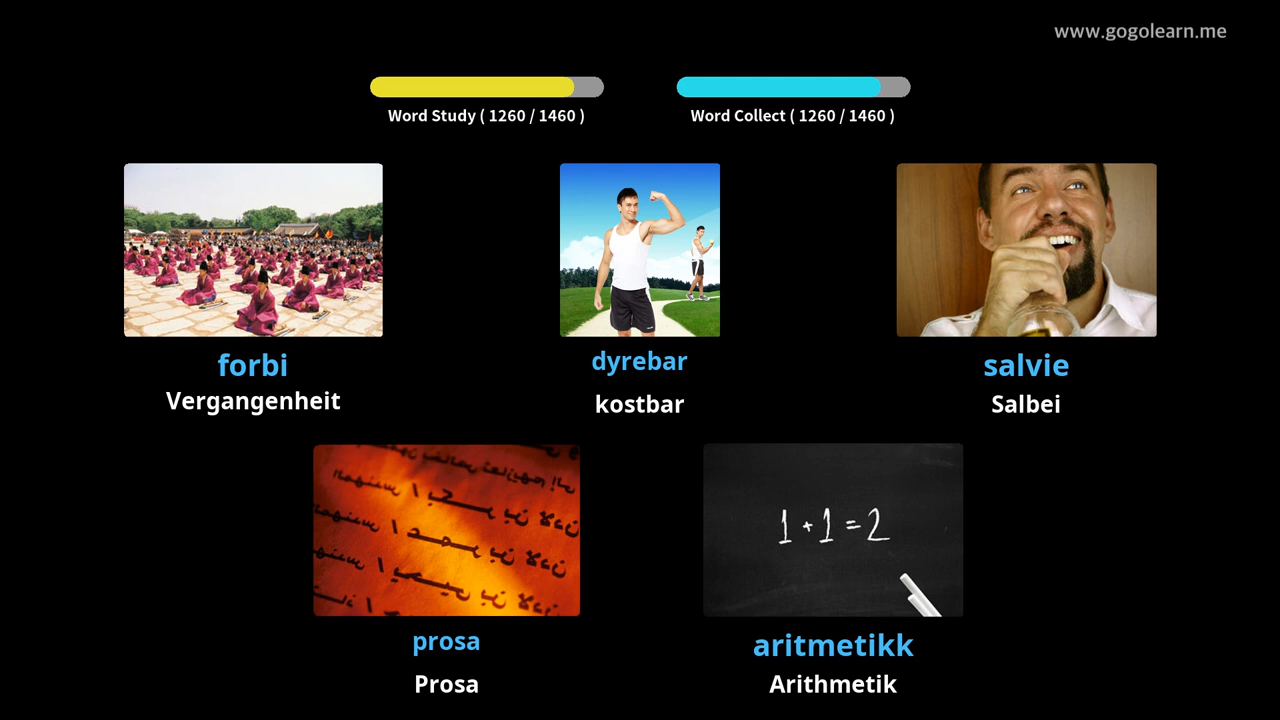 www.gogolearn.me
Word Study ( 1260 / 1460 )
Word Collect ( 1260 / 1460 )
forbi
Vergangenheit
dyrebar
kostbar
salvie
Salbei
1 + 1 = 2
prosa
Prosa
aritmetikk
Arithmetik